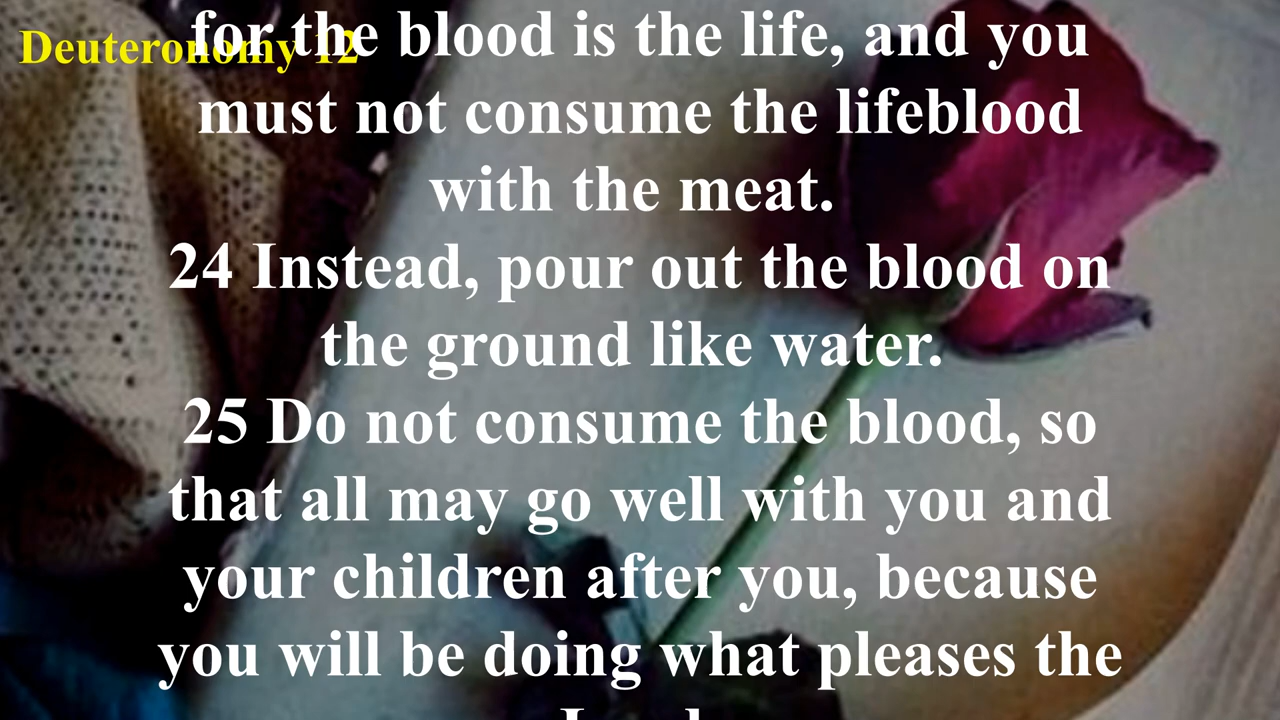 Deuteronomy 12
for the blood is the life, and you
must not consume the lifeblood
with the meat.
24 Instead, pour out the blood on
the ground like water.
25 Do not consume the blood, so
that all may go well with you and
your children after you, because
you will be doing what pleases the